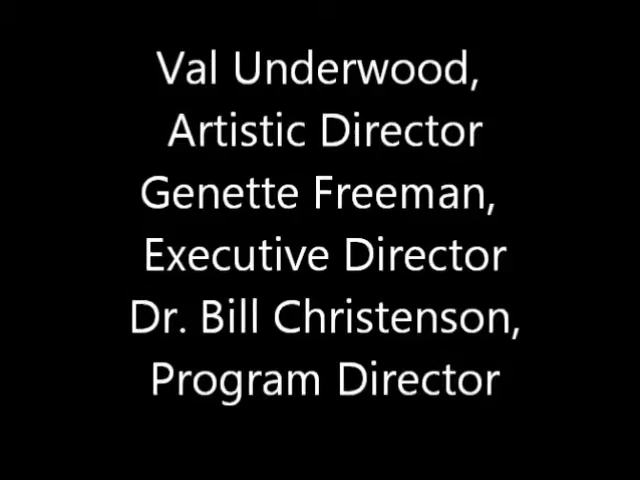 Val Underwood,
Artistic Director
Genette Freeman,
Executive Director
Dr. Bill Christenson,
Program Director